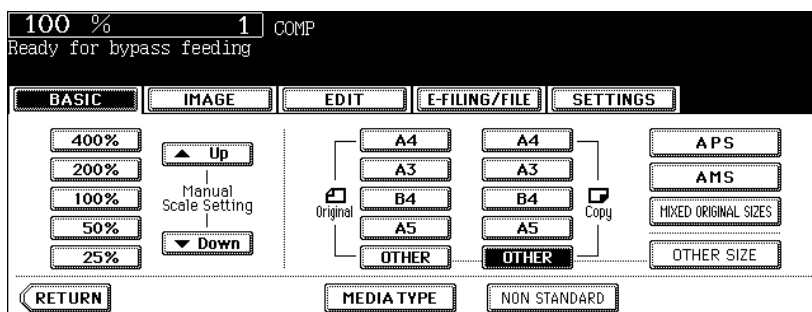 100 % 1 COMP
Ready for bypass feeding
BASIC IMAGE EDIT E-FILING/FILE SETTINGS
400%
200%
100%
50%
25%
Up
Manual
Scale Setting
Down
Original
A4
A3
B4
A5
OTHER
A4
A3
B4
A5
OTHER
Copy
APS
AMS
MIXED ORIGINAL SIZES
OTHER SIZE
RETURN MEDIA TYPE NON STANDARD